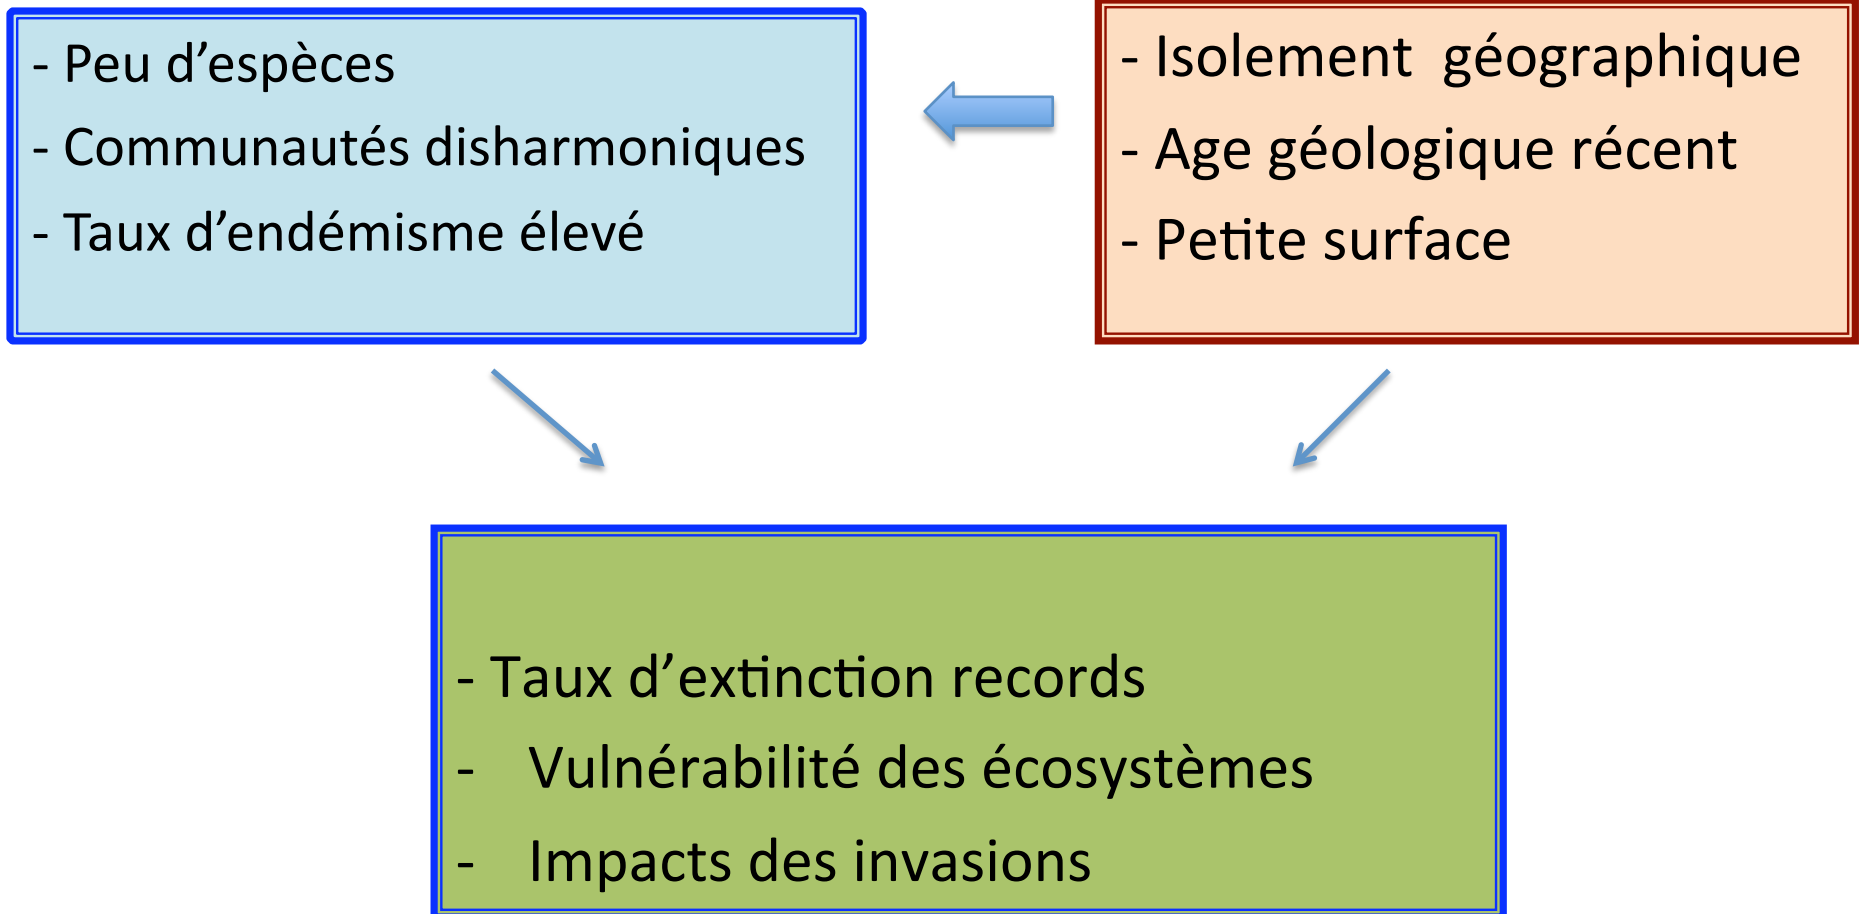 - Peu d’espèces
- Communautés disharmoniques
- Taux d’endémisme élevé
- Isolement  géographique
- Age géologique récent
- Petite surface
- Taux d’extinction records
-   Vulnérabilité des écosystèmes
-   Impacts des invasions